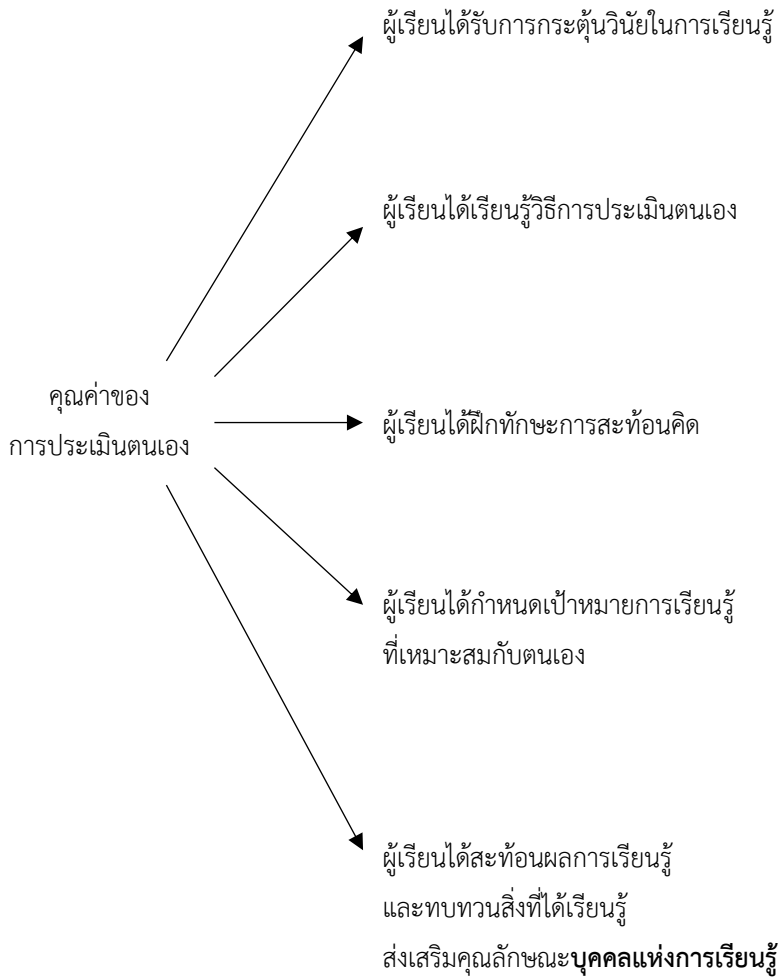 ผู้เรียนได้รับการกระตุ้นวินัยในการเรียนรู้
ผู้เรียนได้เรียนรู้วิธีการประเมินตนเอง
คุณค่าของ
การประเมินตนเอง
ผู้เรียนได้ฝึกทักษะการสะท้อนคิด
ผู้เรียนได้กำหนดเป้าหมายการเรียนรู้
ที่เหมาะสมกับตนเอง
ผู้เรียนได้สะท้อนผลการเรียนรู้
และทบทวนสิ่งที่ได้เรียนรู้
ส่งเสริมคุณลักษณะบุคคลแห่งการเรียนรู้